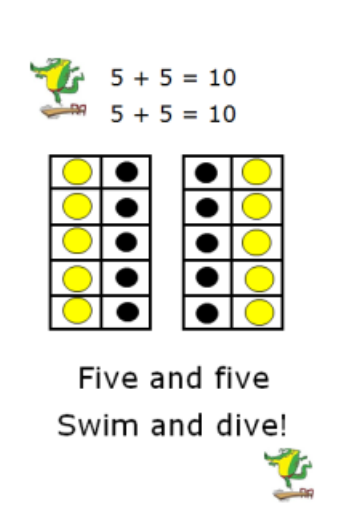 5 + 5 = 10
5 + 5 = 10
Five and five
Swim and dive!